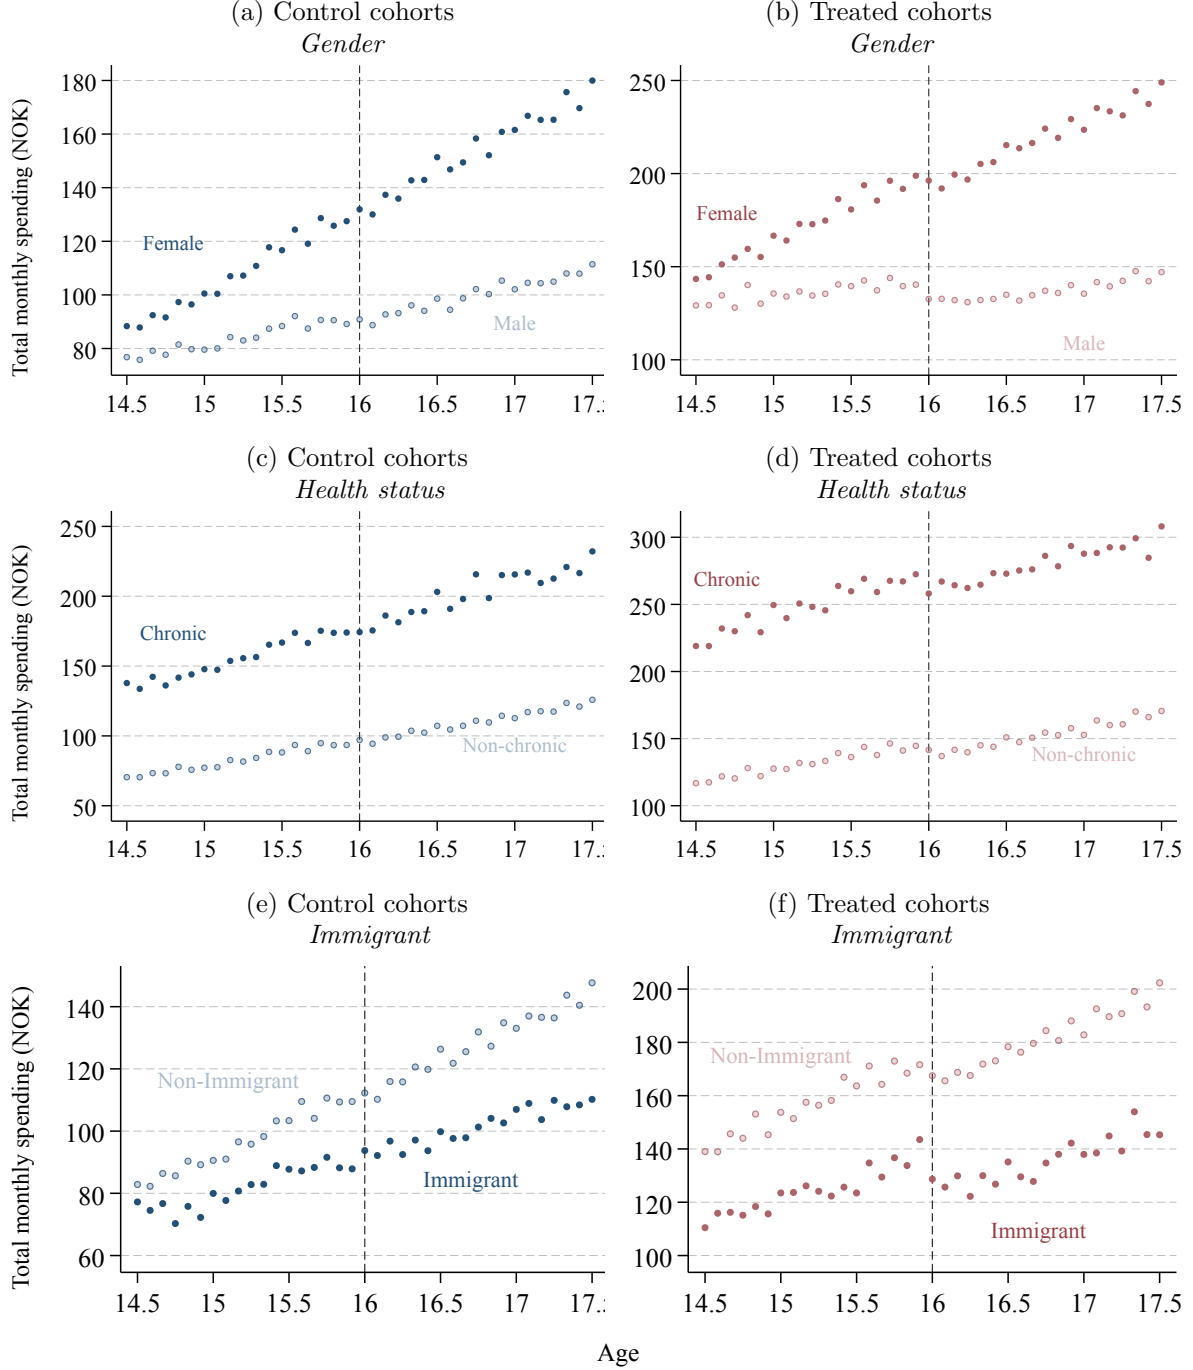 (a) Control cohorts
Gender
(b) Treated cohorts
Gender
Total monthly spending (NOK)
180
160
140
120
100
80
Female
Male
14.5 15 15.5 16 16.5 17 17.5
250
200
150
100
Female
Male
14.5 15 15.5 16 16.5 17 17.5
(c) Control cohorts
Health status
(d) Treated cohorts
Health status
Total monthly spending (NOK)
250
200
150
100
50
Chronic
Non-chronic
14.5 15 15.5 16 16.5 17 17.5
300
250
200
150
100
Chronic
Non-chronic
14.5 15 15.5 16 16.5 17 17.5
(e) Control cohorts
Immigrant
(f) Treated cohorts
Immigrant
Total monthly spending (NOK)
140
120
100
80
60
Non-Immigrant
Immigrant
14.5 15 15.5 16 16.5 17 17.5
200
180
160
140
120
100
Non-Immigrant
Immigrant
14.5 15 15.5 16 16.5 17 17.5
Age